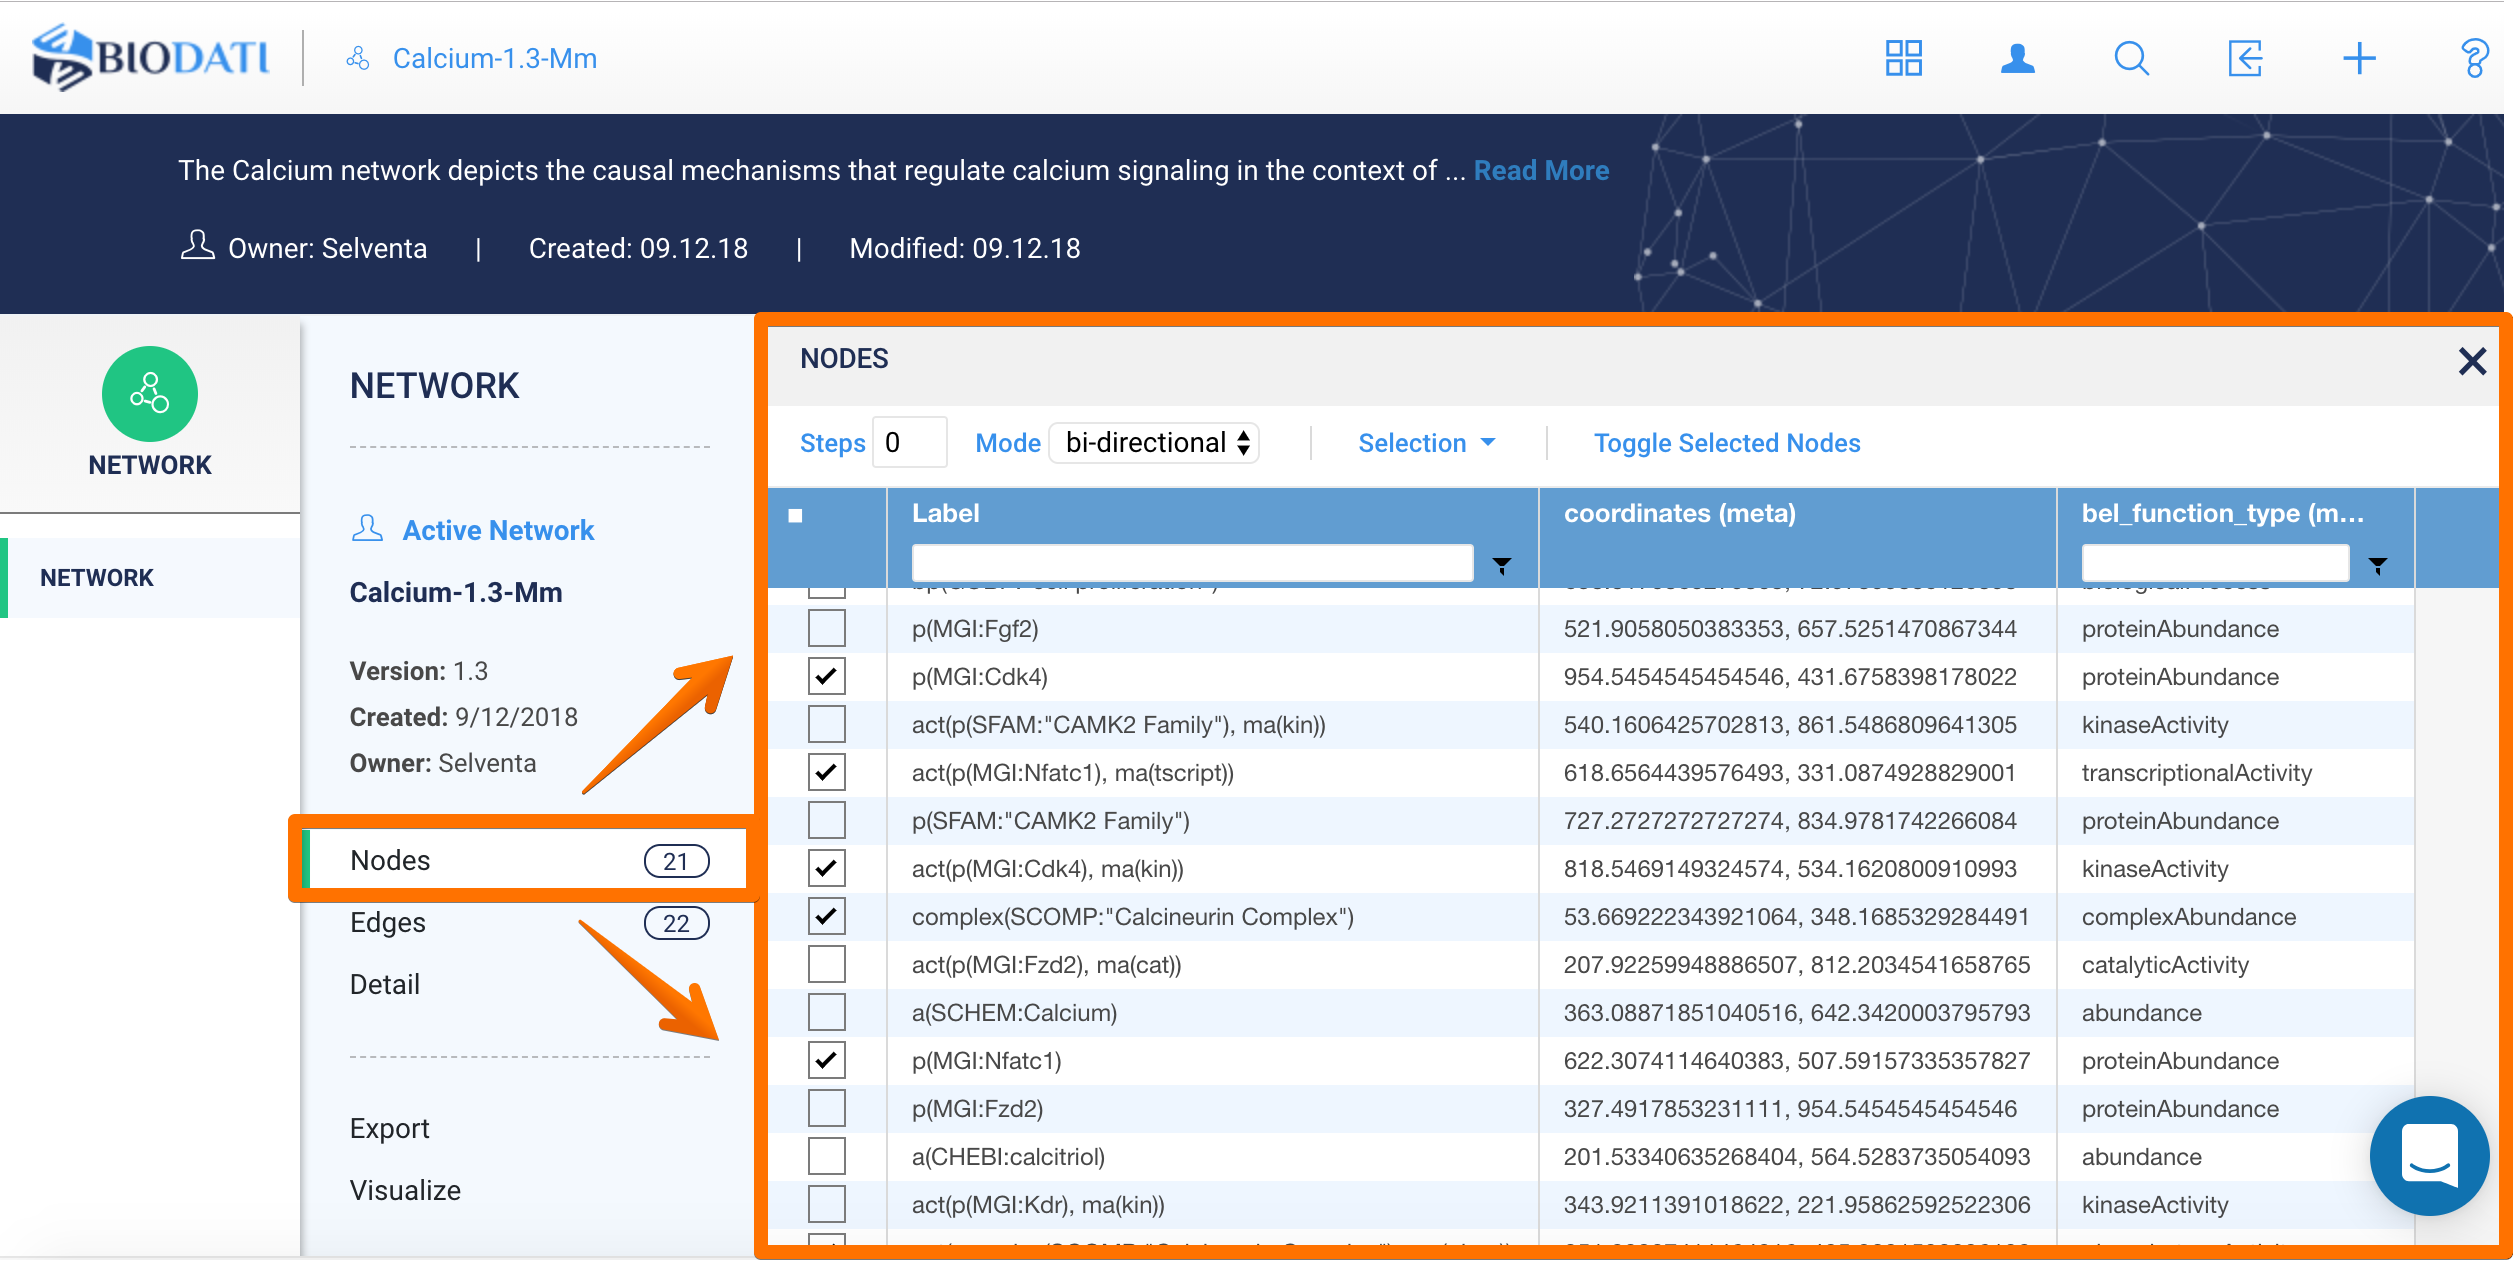 BIODATI
Calcium-1.3-Mm
The Calcium network depicts the causal mechanisms that regulate calcium signaling in the context of ... Read More
Owner: Selventa | Created: 09.12.18 | Modified: 09.12.18
NETWORK
NETWORK
NETWORK
Active Network
Calcium-1.3-Mm
Version: 1.3
Created: 9/12/2018
Owner: Selventa
Nodes 21
Edges 22
Detail
Export
Visualize
NODES
Steps 0 Mode bi-directional Selection Toggle Selected Nodes
Label coordinates (meta) bel_function_type (m...
p(MGI:Fgf2) 521.9058050383353, 657.5251470867344 proteinAbundance
p(MGI:Cdk4) 954.5454545454546, 431.6758398178022 proteinAbundance
act(p(SFAM:"CAMK2 Family"), ma(kin)) 540.1606425702813, 861.5486809641305 kinaseActivity
act(p(MGI:Nfatc1), ma(tscript)) 618.6564439576493, 331.0874928829001 transcriptionalActivity
p(SFAM:"CAMK2 Family") 727.2727272727274, 834.9781742266084 proteinAbundance
act(p(MGI:Cdk4), ma(kin)) 818.5469149324574, 534.1620800910993 kinaseActivity
complex(SCOMP:"Calcineurin Complex") 53.669222343921064, 348.1685329284491 complexAbundance
act(p(MGI:Fzd2), ma(cat)) 207.92259948886507, 812.2034541658765 catalyticActivity
a(SCHEM:Calcium) 363.08871851040516, 642.3420003795793 abundance
p(MGI:Nfatc1) 622.3074114640383, 507.59157335357827 proteinAbundance
p(MGI:Fzd2) 327.4917853231111, 954.5454545454546 proteinAbundance
a(CHEBI:calcitriol) 201.53340635268404, 564.5283735054093 abundance
act(p(MGI:Kdr), ma(kin)) 343.9211391018622, 221.95862592522306 kinaseActivity